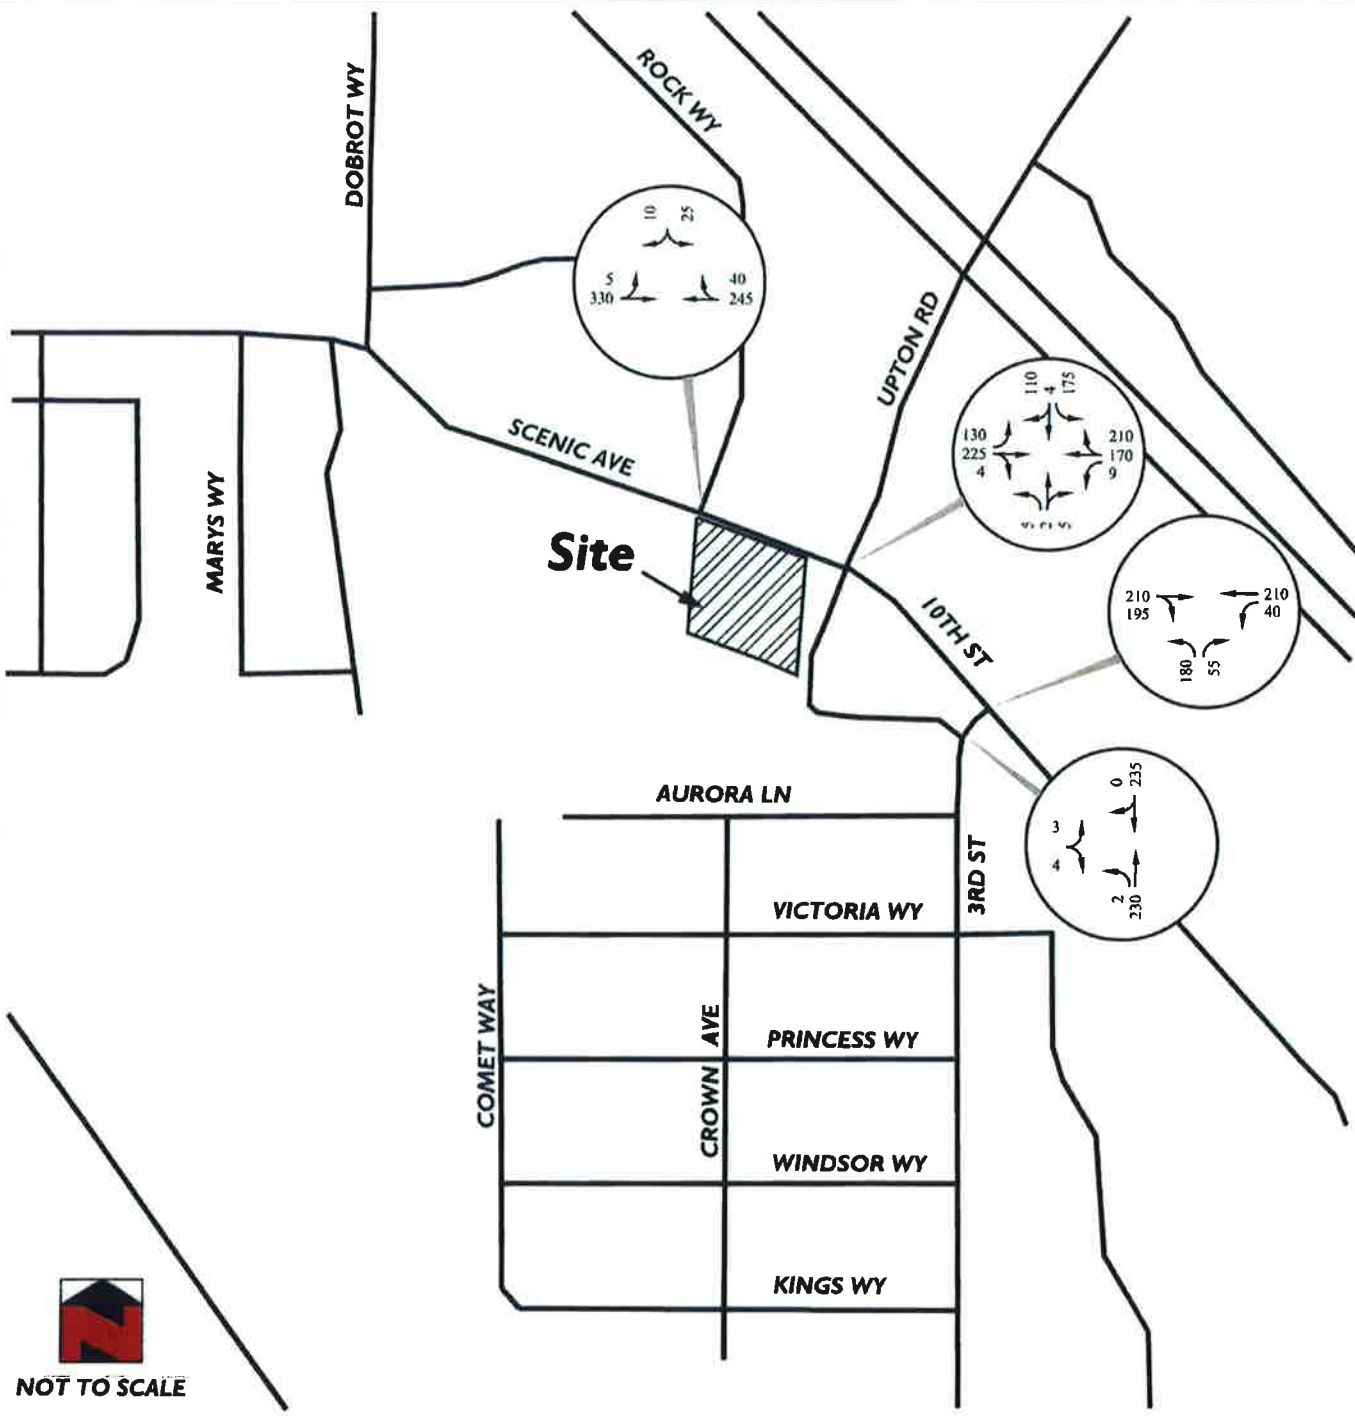 DOBROT WY
ROCK WY
10 25
5
330
40
245
UPTON RD
SCENIC AVE
110 4 175
130
225
4
210
170
9
MARYS WY
Site
10TH ST
210
195
210
40
180 55
AURORA LN
0 235
3
4
2 230
3RD ST
VICTORIA WY
COMET WAY
CROWN AVE
PRINCESS WY
WINDSOR WY
KINGS WY
N
NOT TO SCALE